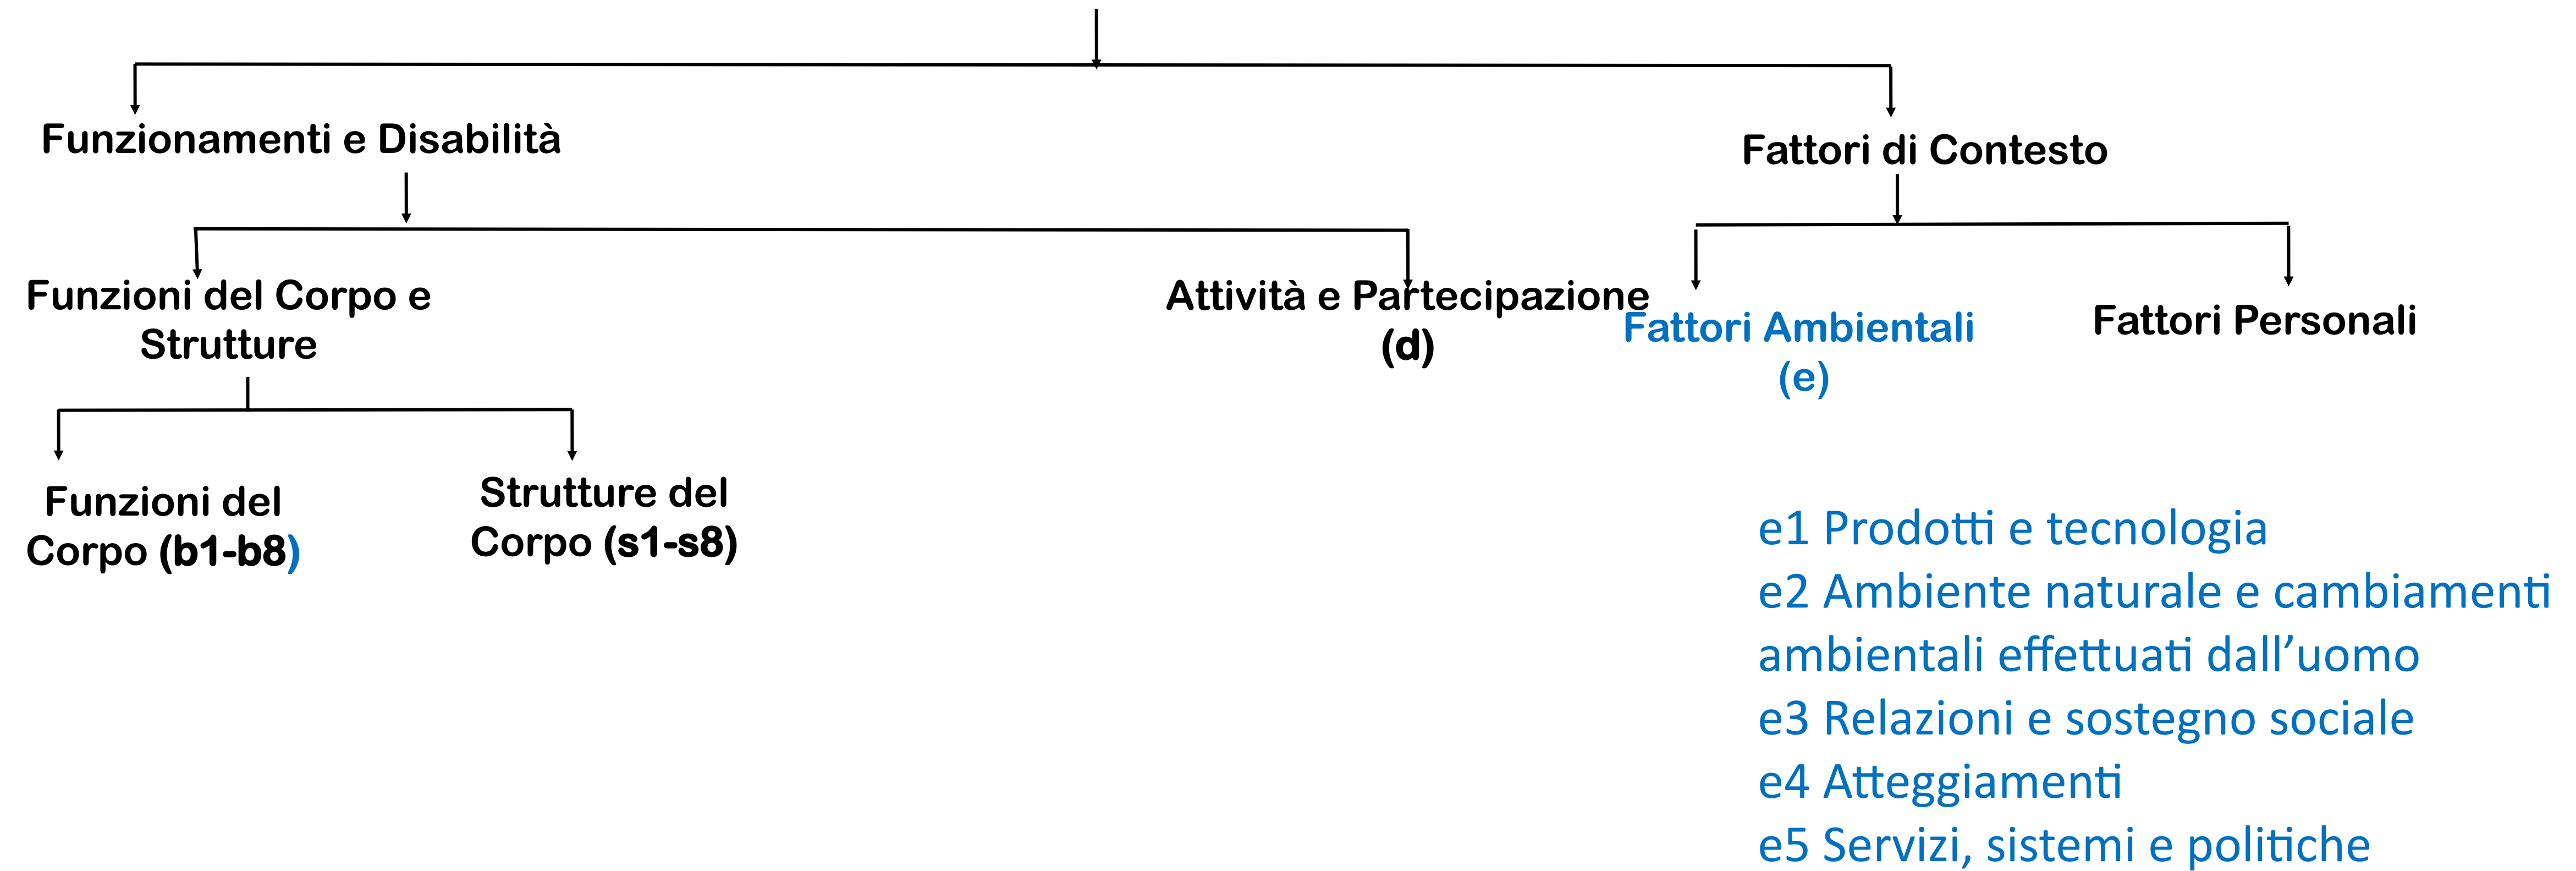 Funzionamenti e Disabilità
Fattori di Contesto
Funzioni del Corpo e
Strutture
Attività e Partecipazione
(d)
Fattori Ambientali
(e)
Fattori Personali
Funzioni del
Corpo (b1-b8)
Strutture del
Corpo (s1-s8)
e1 Prodotti e tecnologia
e2 Ambiente naturale e cambiamenti
ambientali effettuati dall’uomo
e3 Relazioni e sostegno sociale
e4 Atteggiamenti
e5 Servizi, sistemi e politiche